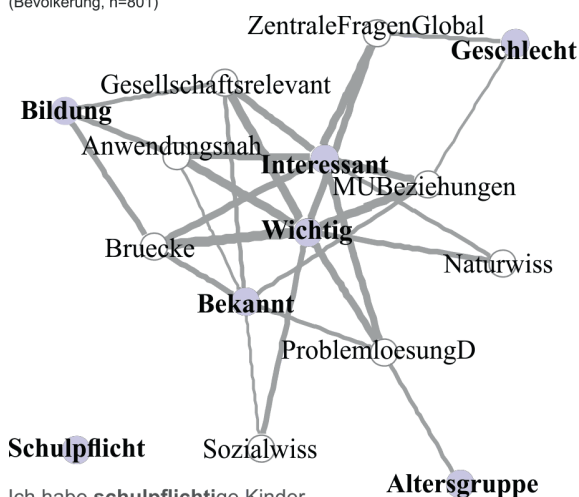 (Bevölkerung, n=801)
ZentraleFragenGlobal
Geschlecht
Gesellschaftsrelevant
Bildung
Anwendungsnah
Interessant
MUBeziehungen
Wichtig
Bruecke
Naturwiss
Bekannt
ProblemloesungD
Schulpflicht
Sozialwiss
Altersgruppe
Ich habe schulpflichtige Kinder